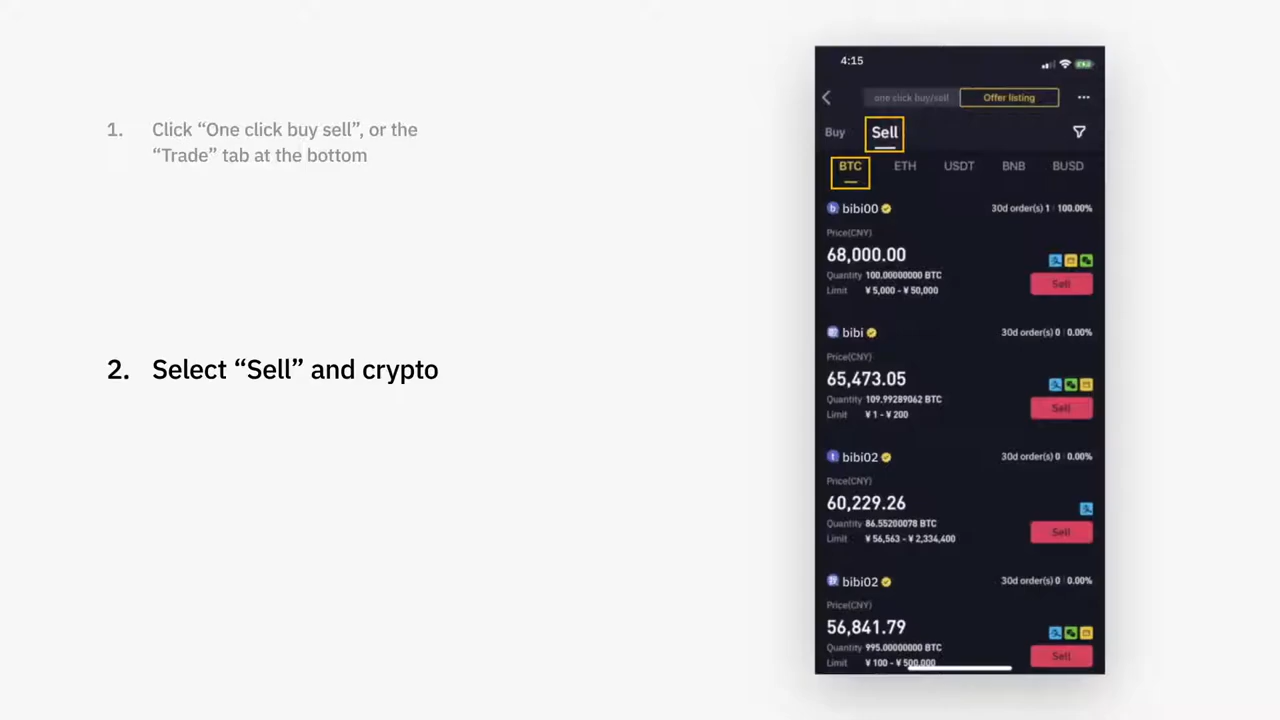 1. Click “One click buy sell”, or the
“Trade” tab at the bottom
2. Select “Sell” and crypto
4:15
one click buy/sell Offer listing
Buy Sell
BTC ETH USDT BNB BUSD
b bibi00 30d order(s) 1 100.00%
Price(CNY)
68,000.00
Quantity 100.00000000 BTC
Limit ¥ 5,000 - ¥ 50,000
Sell
bibi 30d order(s) 0 0.00%
Price(CNY)
65,473.05
Quantity 109.99289062 BTC
Limit ¥ 1 - ¥ 200
Sell
t bibi02 30d order(s) 0 0.00%
Price(CNY)
60,229.26
Quantity 86.55200078 BTC
Limit ¥ 56,563 - ¥ 2,334,400
Sell
bibi02 30d order(s) 0 0.00%
Price(CNY)
56,841.79
Quantity 995.00000000 BTC
Limit ¥ 100 - ¥ 500,000
Sell